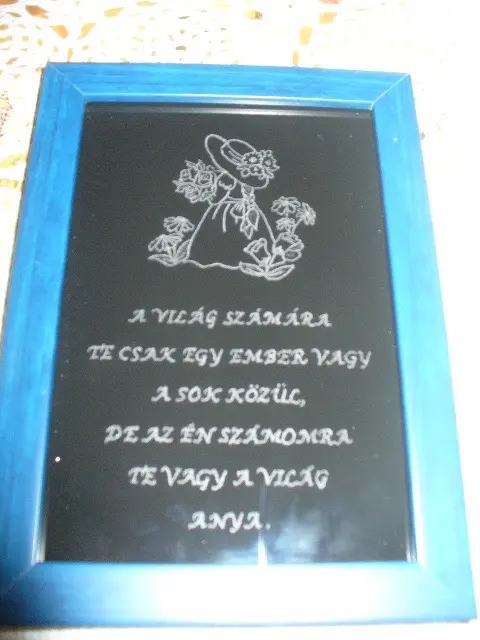 A VILÁG SZÁMÁRA
TE CSAK EGY EMBER VAGY
A SOK KÖZÜL,
DE AZ ÉN SZÁMOMRA
TE VAGY A VILÁG
ANYA.